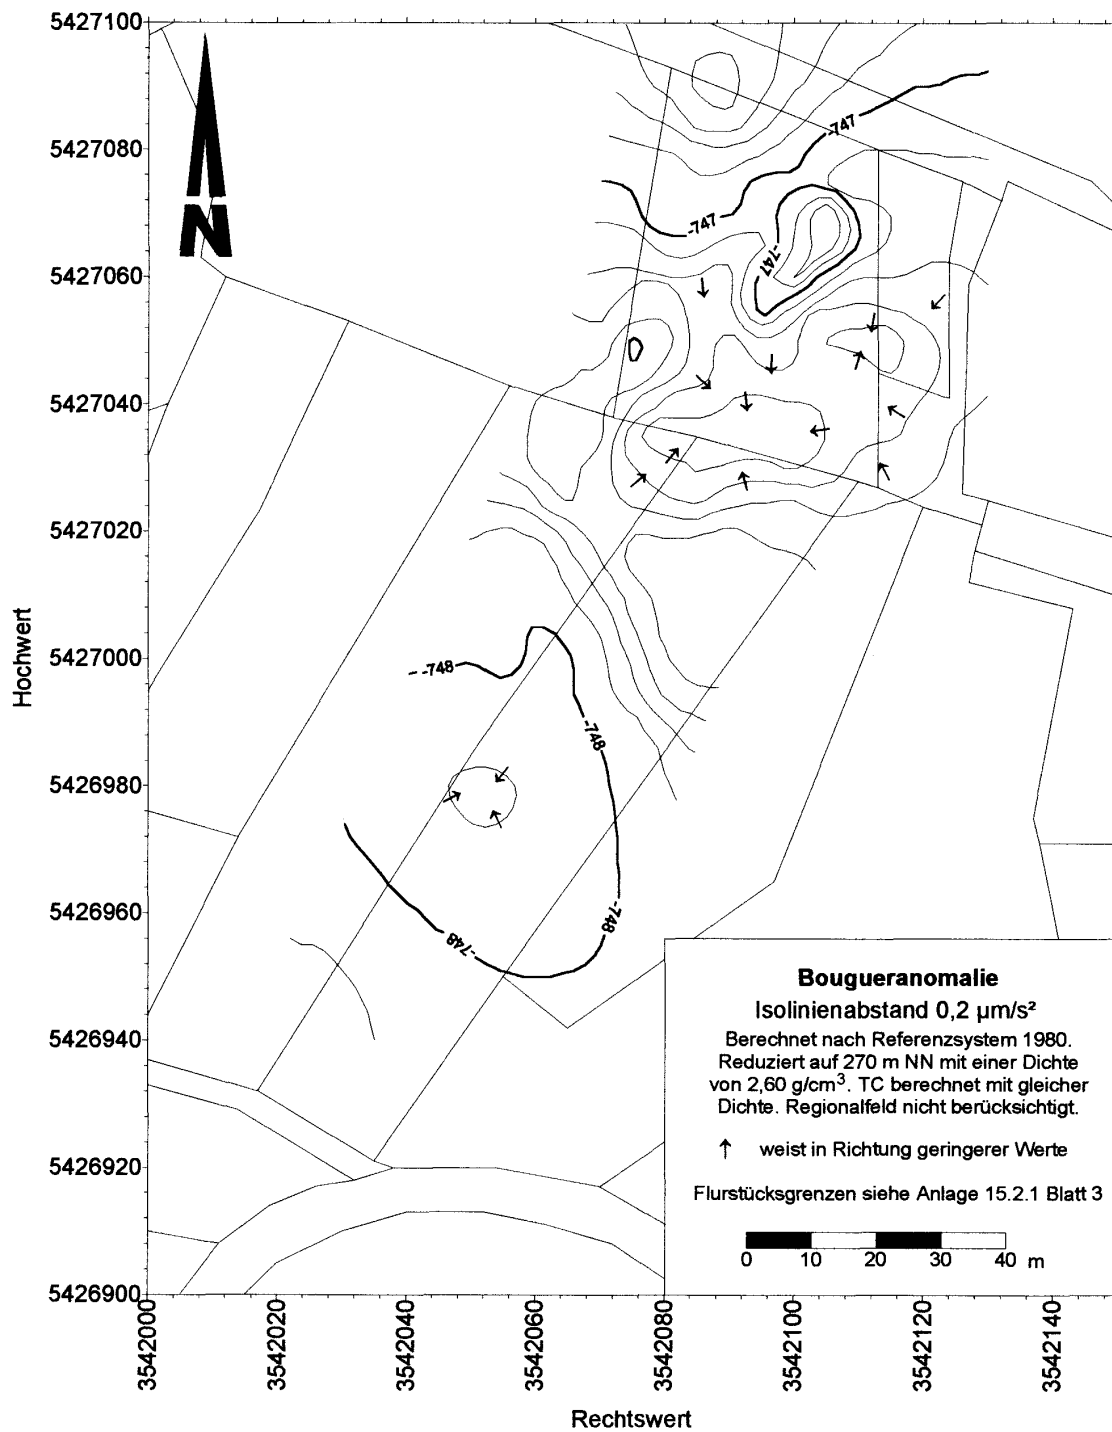 5427100
5427080
5427060
5427040
5427020
5427000
5426980
5426960
5426940
5426920
5426900
Hochwert
N
-747
-747
-747
-748
-748
-748
-748
Bougueranomalie
Isolinienabstand 0,2 µm/s²
Berechnet nach Referenzsystem 1980.
Reduziert auf 270 m NN mit einer Dichte
von 2,60 g/cm³. TC berechnet mit gleicher
Dichte. Regionalfeld nicht berücksichtigt.
↑ weist in Richtung geringerer Werte
Flurstücksgrenzen siehe Anlage 15.2.1 Blatt 3
0 10 20 30 40 m
3542000
3542020
3542040
3542060
3542080
3542100
3542120
3542140
Rechtswert